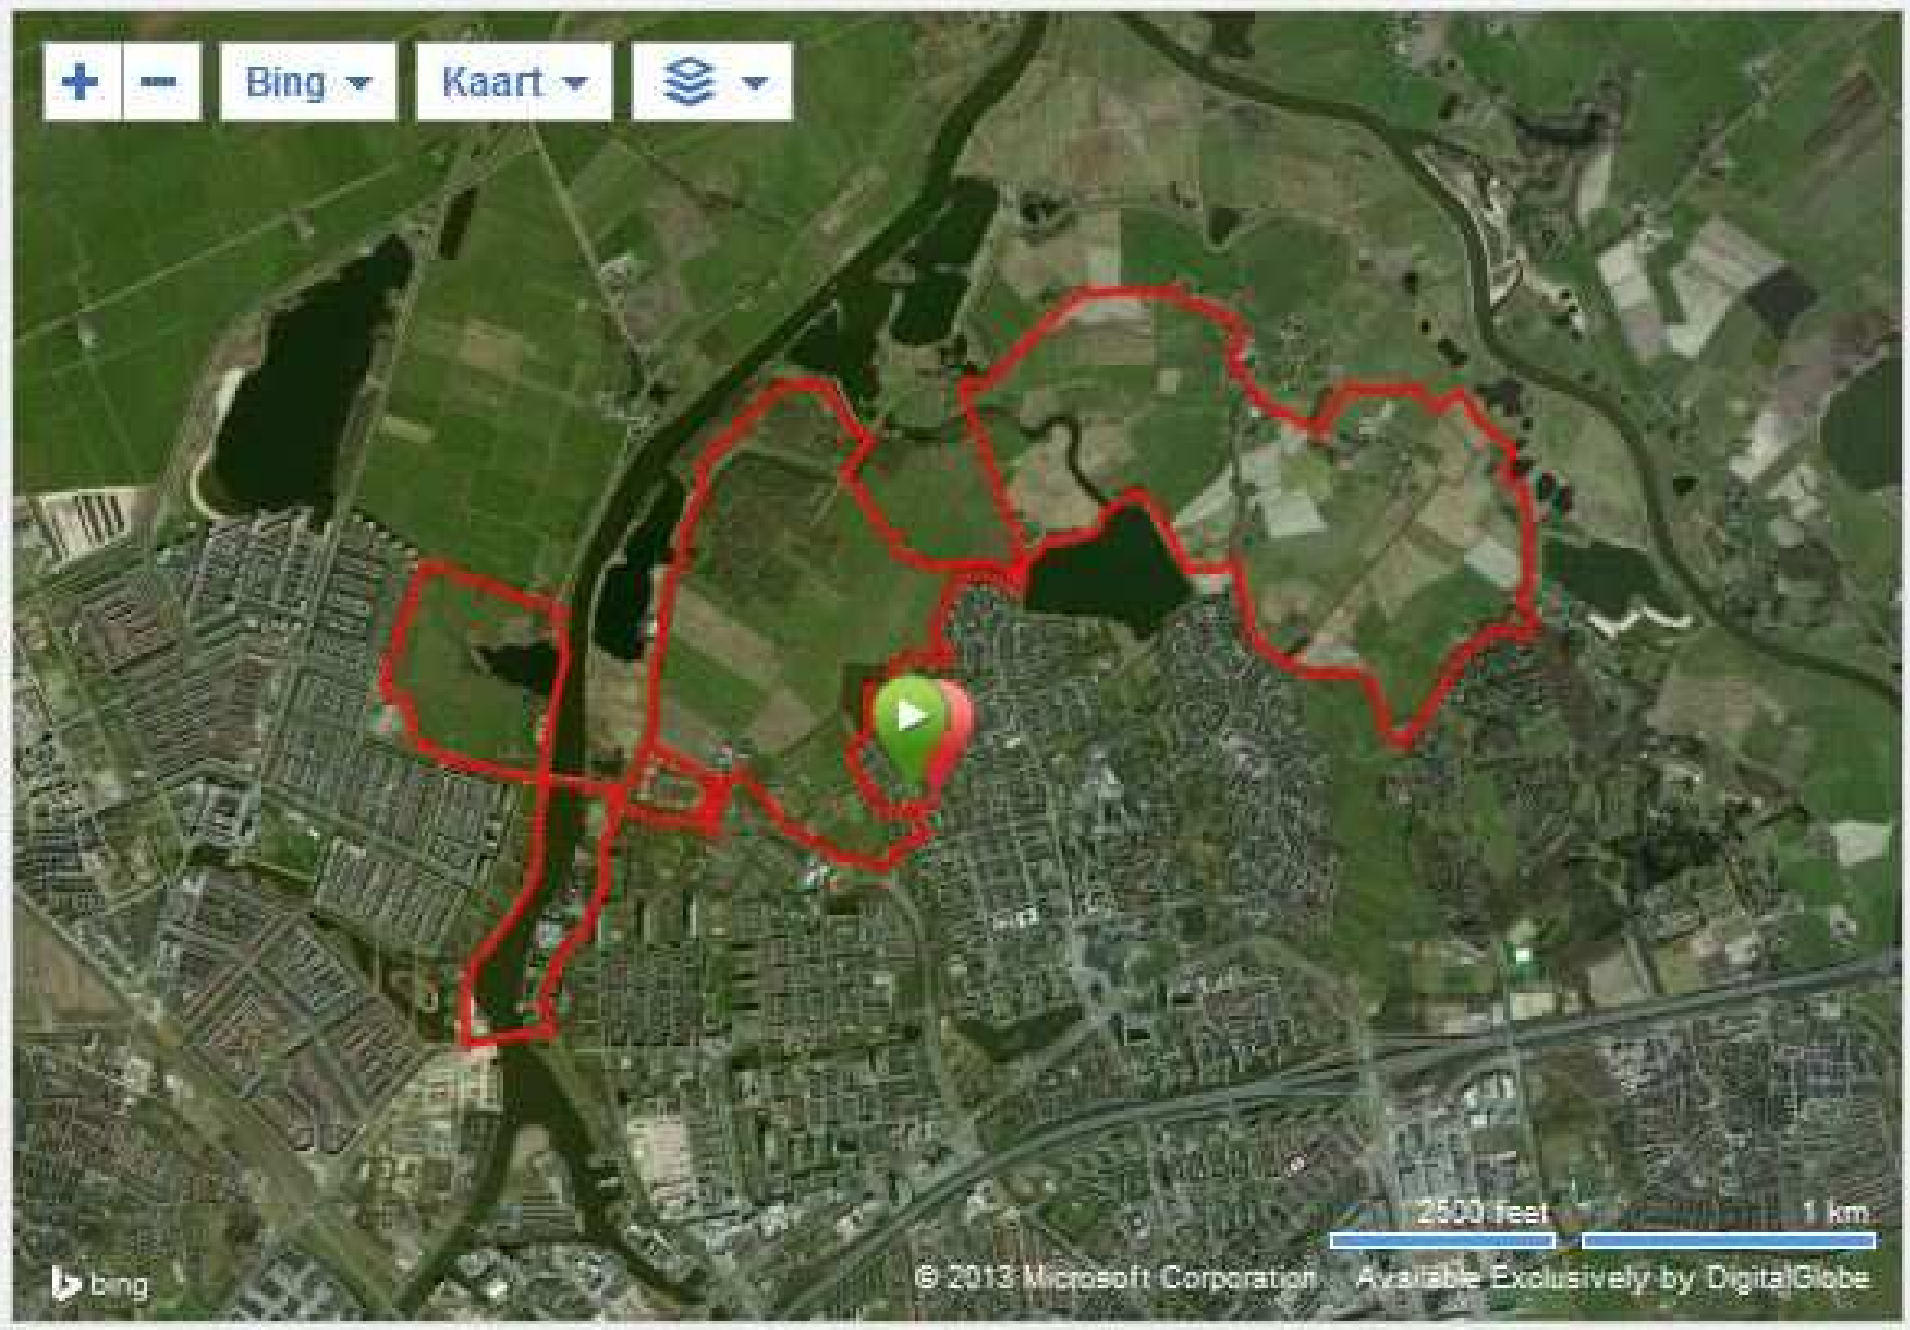 + − Bing Kaart
2500 feet 1 km
© 2013 Microsoft Corporation Available Exclusively by DigitalGlobe
bing